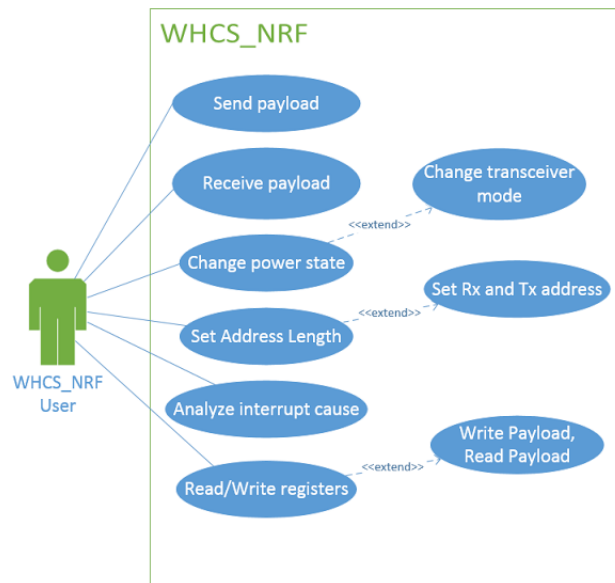 WHCS_NRF
Send payload
Receive payload
Change transceiver
mode
<<extend>>
Change power state
Set Rx and Tx address
<<extend>>
Set Address Length
WHCS_NRF
User
Analyze interrupt cause
Write Payload,
Read Payload
<<extend>>
Read/Write registers